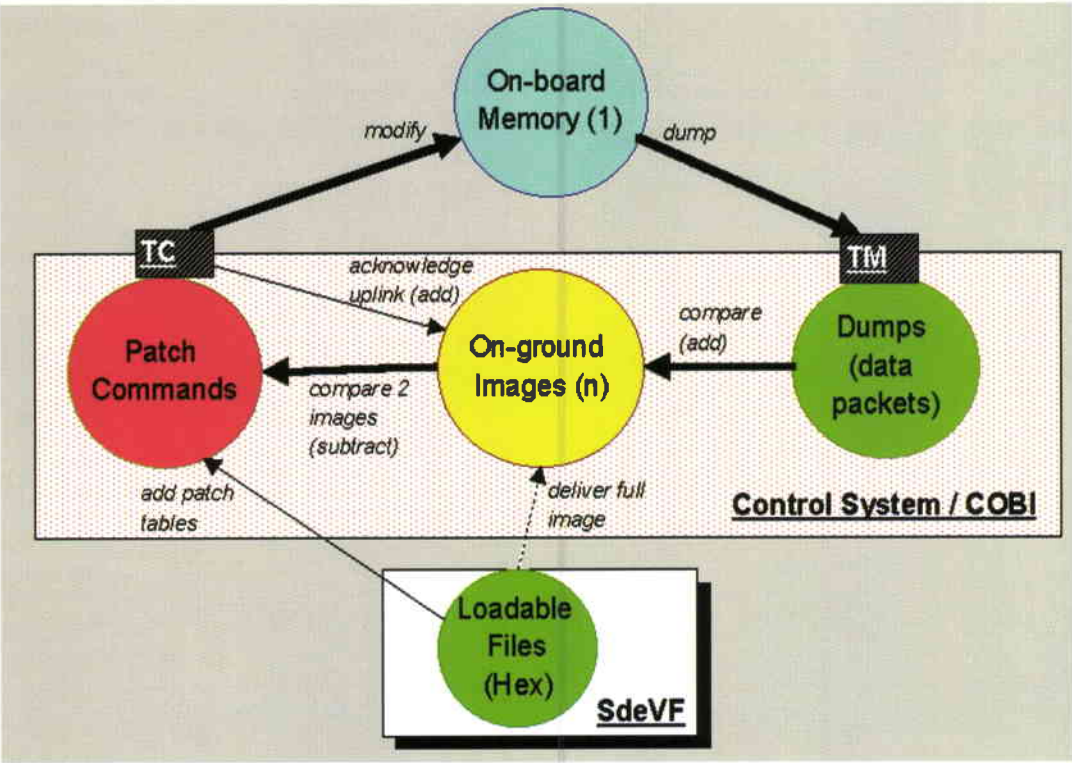 On-board
Memory (1)
modify
dump
TC
TM
acknowledge
uplink (add)
compare
(add)
Patch
Commands
On-ground
Images (n)
Dumps
(data
packets)
compare 2
images
(subtract)
add patch
tables
deliver full
image
Control System / COBI
Loadable
Files
(Hex)
SdeVF